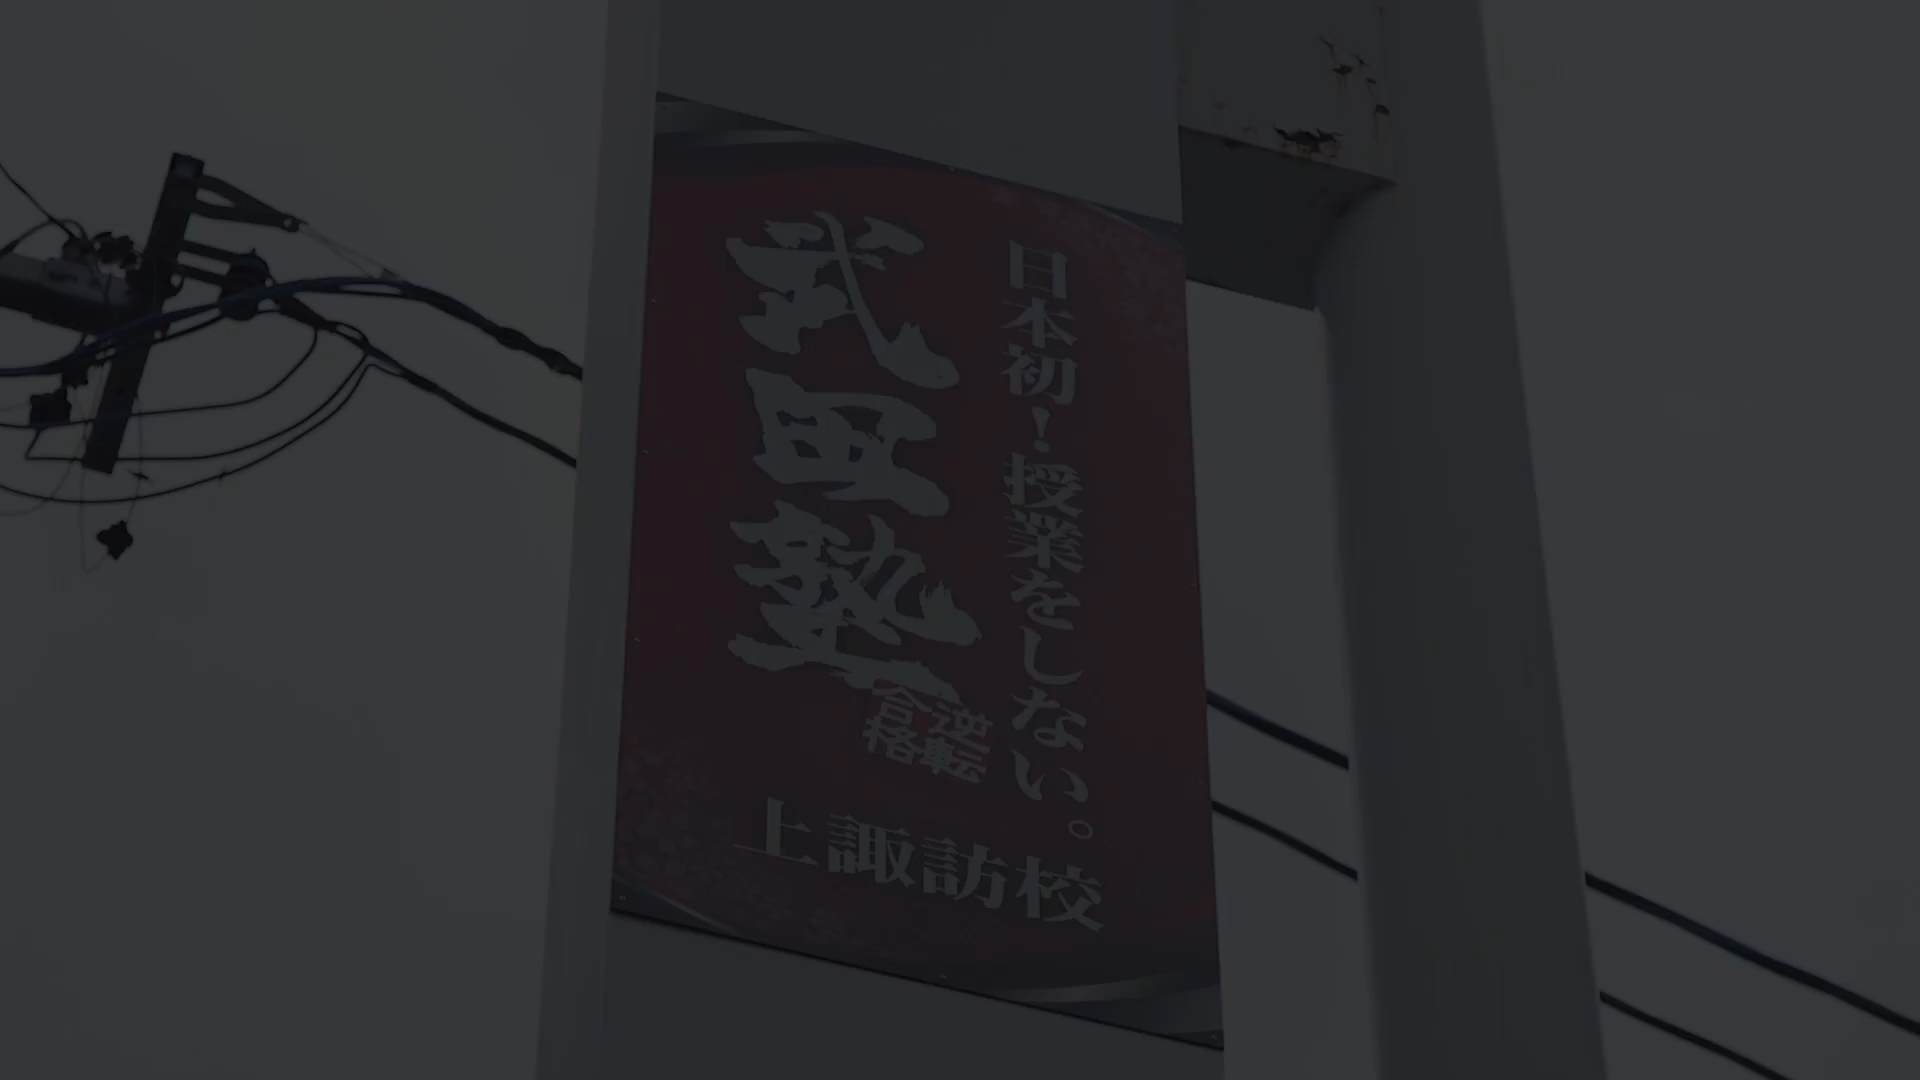 日本初！授業をしない。
武田塾
逆転
合格
上諏訪校